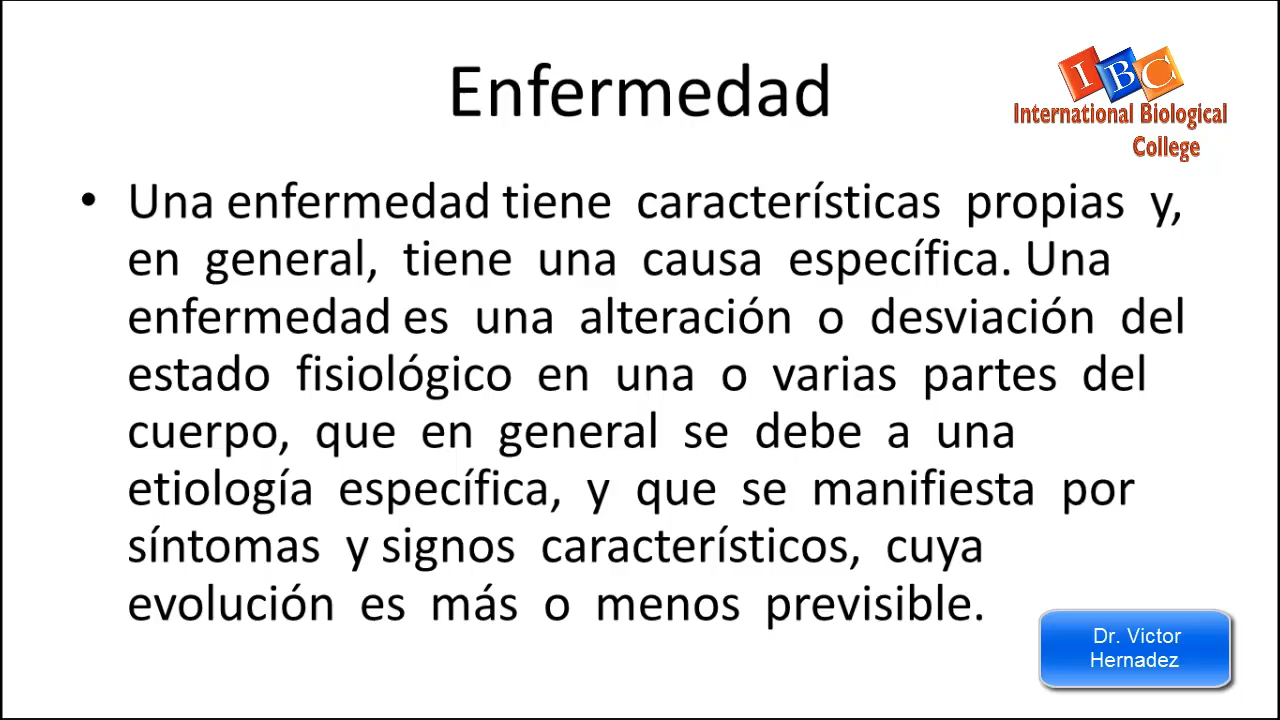 Enfermedad
I B C
International Biological
College
• Una enfermedad tiene características propias y,
en general, tiene una causa específica. Una
enfermedad es una alteración o desviación del
estado fisiológico en una o varias partes del
cuerpo, que en general se debe a una
etiología específica, y que se manifiesta por
síntomas y signos característicos, cuya
evolución es más o menos previsible.
Dr. Victor
Hernadez